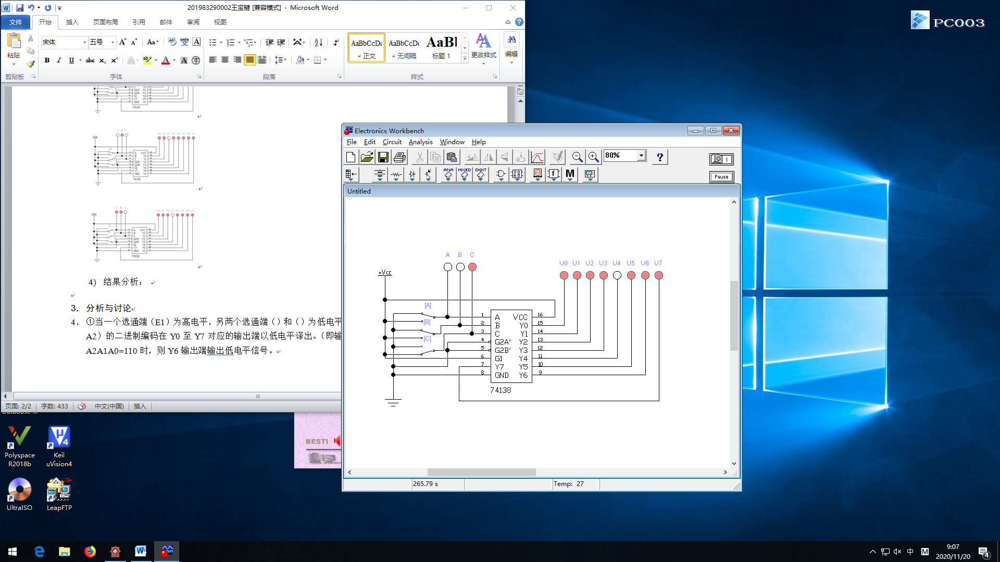 201983290002王宝楗 [兼容模式] - Microsoft Word
文件 开始 插入 页面布局 引用 邮件 审阅 视图
宋体 五号
粘贴
AaBbCcDc AaBbCcDc AaBl
正文 无间隔 标题 1
更改样式 编辑
剪贴板 字体 段落 样式
74138
74138
74138
4) 结果分析：
3. 分析与讨论
4. ①当一个选通端（E1）为高电平，另两个选通端（）和（）为低电平
A2）的二进制编码在 Y0 至 Y7 对应的输出端以低电平译出。（即输
A2A1A0=110 时，则 Y6 输出端输出低电平信号。
页面: 2/2 字数: 433 中文(中国) 插入
Electronics Workbench
File Edit Circuit Analysis Window Help
80%
ANA MIXED DIGIT M
Pause
Untitled
A B C
U0 U1 U2 U3 U4 U5 U6 U7
+Vcc
[A]
[B]
[C]
1 A VCC 16
2 B Y0 15
3 C Y1 14
4 G2A' Y2 13
5 G2B' Y3 12
6 G1 Y4 11
7 Y7 Y5 10
8 GND Y6 9
74138
265.79 s Temp: 27
PC003
BESTI
Polyspace R2018b
Keil uVision4
UltraISO
LeapFTP
中 M
9:07
2020/11/20
4